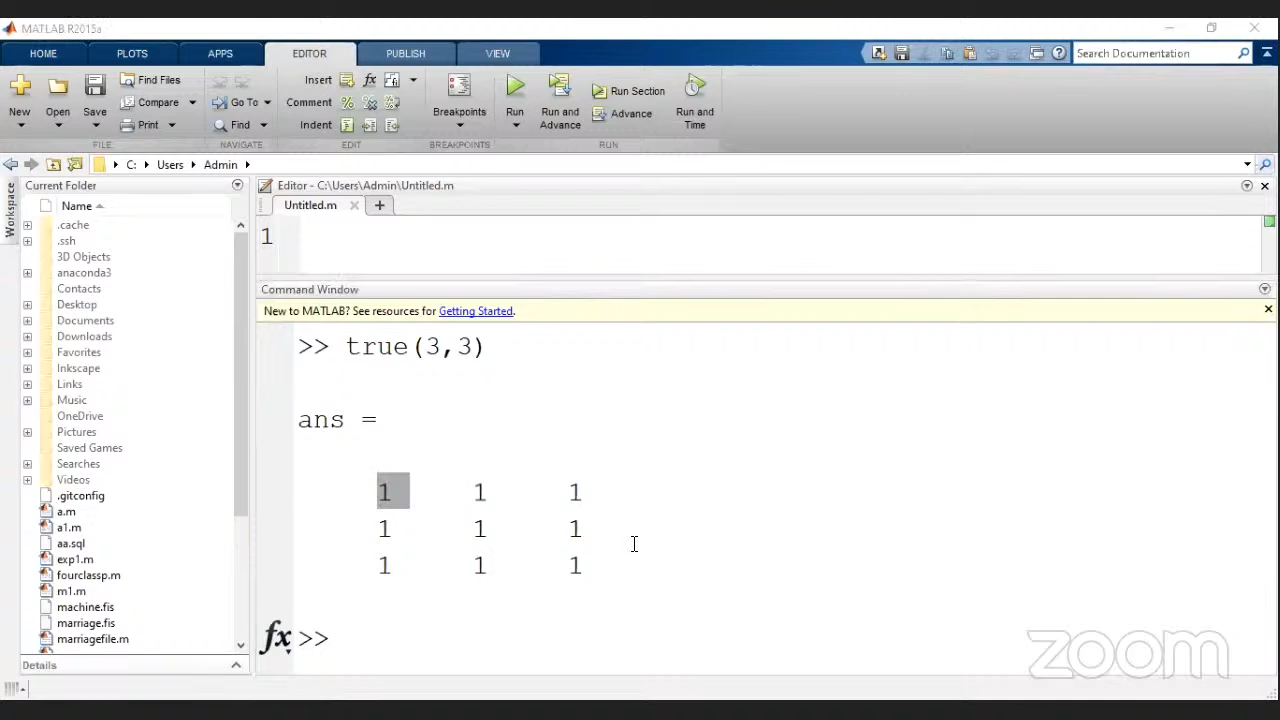 MATLAB R2015a
HOME PLOTS APPS EDITOR PUBLISH VIEW Search Documentation
New Open Save Find Files Compare Print
Go To Find
Insert fx
Comment %
Indent
Breakpoints Run Run and Advance Run Section Advance Run and Time
FILE NAVIGATE EDIT BREAKPOINTS RUN
C: Users Admin
Workspace
Current Folder
Name
.cache
.ssh
3D Objects
anaconda3
Contacts
Desktop
Documents
Downloads
Favorites
Inkscape
Links
Music
OneDrive
Pictures
Saved Games
Searches
Videos
.gitconfig
a.m
a1.m
aa.sql
exp1.m
fourclassp.m
m1.m
machine.fis
marriage.fis
marriagefile.m
Details
Editor - C:\Users\Admin\Untitled.m
Untitled.m
1
Command Window
New to MATLAB? See resources for Getting Started.
>> true(3,3)
ans =
1 1 1
1 1 1
1 1 1
fx >>
zoom